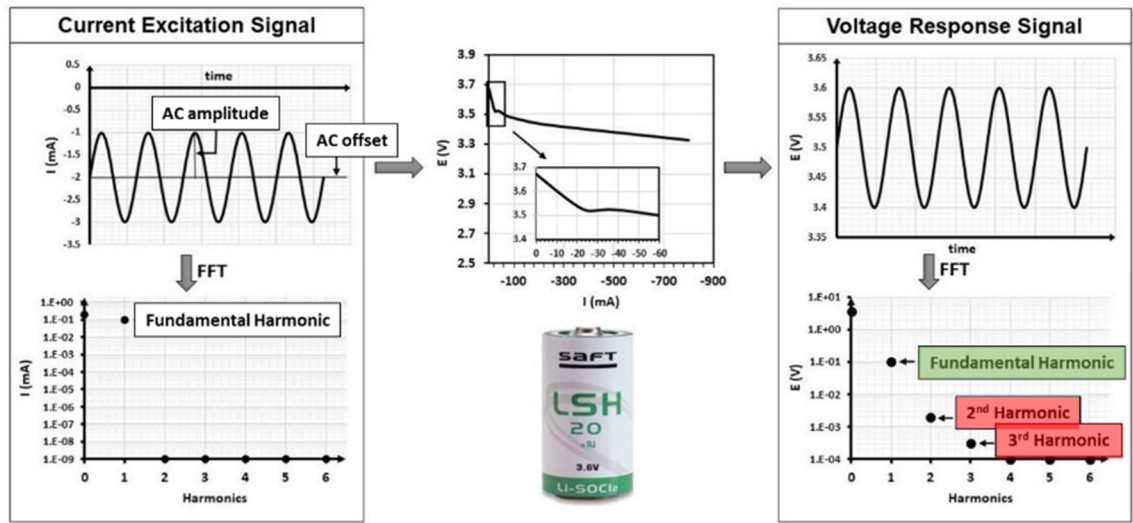 Current Excitation Signal
0.5
0
-0.5
-1
-1.5
-2
-2.5
-3
-3.5
I (mA)
time
AC amplitude
AC offset
FFT
1.E+00
1.E-01
1.E-02
1.E-03
1.E-04
1.E-05
1.E-06
1.E-07
1.E-08
1.E-09
I (mA)
Fundamental Harmonic
0 1 2 3 4 5 6
Harmonics
3.9
3.7
3.5
3.3
3.1
2.9
2.7
2.5
E (V)
3.7
3.6
3.5
3.4
0 -10 -20 -30 -40 -50 -60
-100 -300 -500 -700 -900
I (mA)
SAFT
LSH
20
3.6V
Li-SOCl2
Voltage Response Signal
3.65
3.6
3.55
3.5
3.45
3.4
3.35
E (V)
time
FFT
1.E+01
1.E+00
1.E-01
1.E-02
1.E-03
1.E-04
E (V)
Fundamental Harmonic
2nd Harmonic
3rd Harmonic
0 1 2 3 4 5 6
Harmonics